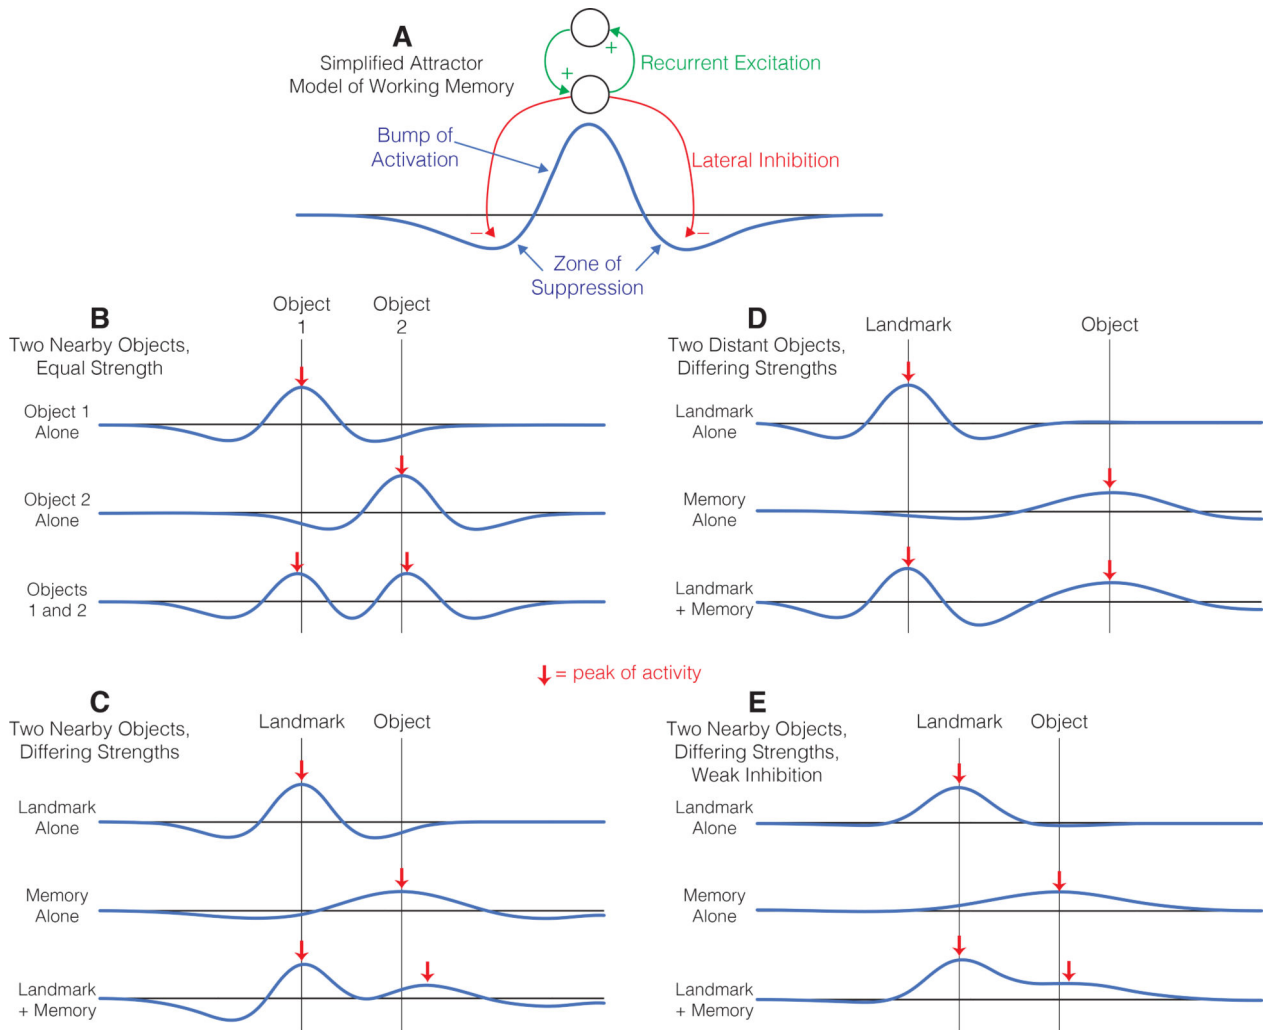 A
Simplified Attractor
Model of Working Memory
+
+
Recurrent Excitation
Bump of
Activation
Lateral Inhibition
−
−
Zone of
Suppression
B
Two Nearby Objects,
Equal Strength
Object
1
Object
2
Object 1
Alone
Object 2
Alone
Objects
1 and 2
D
Two Distant Objects,
Differing Strengths
Landmark
Object
Landmark
Alone
Memory
Alone
Landmark
+ Memory
= peak of activity
C
Two Nearby Objects,
Differing Strengths
Landmark
Object
Landmark
Alone
Memory
Alone
Landmark
+ Memory
E
Two Nearby Objects,
Differing Strengths,
Weak Inhibition
Landmark
Object
Landmark
Alone
Memory
Alone
Landmark
+ Memory